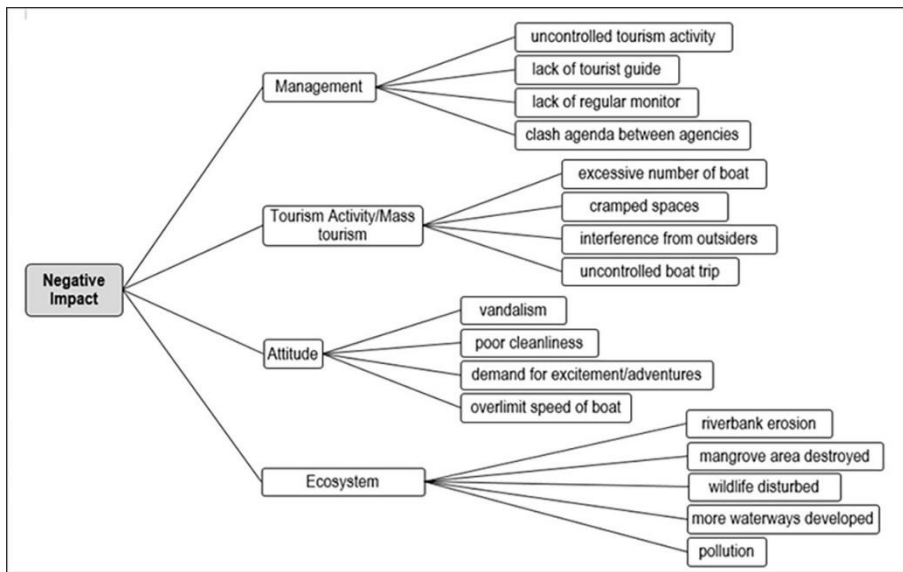 Negative
Impact
Management
uncontrolled tourism activity
lack of tourist guide
lack of regular monitor
clash agenda between agencies
Tourism Activity/Mass
tourism
excessive number of boat
cramped spaces
interference from outsiders
uncontrolled boat trip
Attitude
vandalism
poor cleanliness
demand for excitement/adventures
overlimit speed of boat
Ecosystem
riverbank erosion
mangrove area destroyed
wildlife disturbed
more waterways developed
pollution